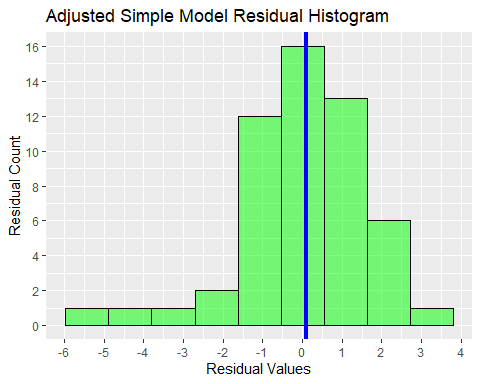 Adjusted Simple Model Residual Histogram
Residual Count
16
14
12
10
8
6
4
2
0
-6 -5 -4 -3 -2 -1 0 1 2 3 4
Residual Values